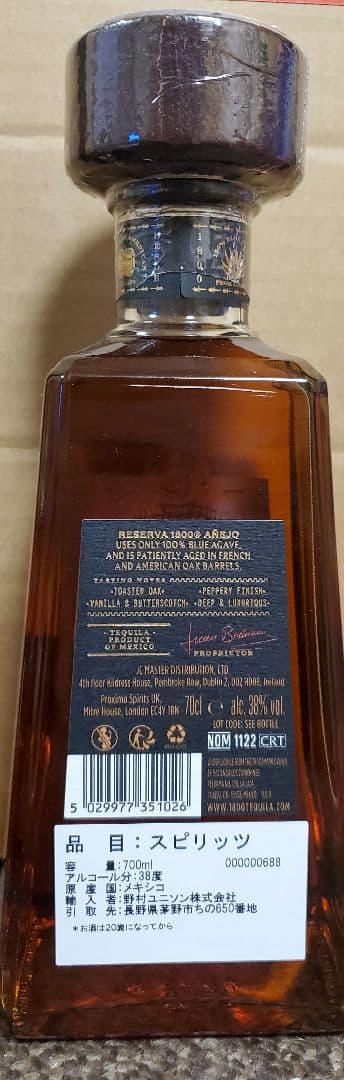 1800
RESERVA 1800® AÑEJO
USES ONLY 100% BLUE AGAVE
AND IS PATIENTLY AGED IN FRENCH
AND AMERICAN OAK BARRELS.
TASTING NOTES
•TOASTED OAK• •PEPPERY FINISH•
•VANILLA & BUTTERSCOTCH• •DEEP & LUXURIOUS•
TEQUILA
PRODUCT
OF MEXICO
PROPRIETOR
JC MASTER DISTRIBUTION, LTD
4th Floor Kildress House, Pembroke Row, Dublin 2, D02 H008, Ireland
Proximo Spirits UK,
Mitre House, London EC4Y 1BN 70cl e alc. 38% vol.
LOT CODE: SEE BOTTLE
NOM 1122 CRT
WWW.1800TEQUILA.COM
5 029977 351026
品 目：スピリッツ
容 量:700ml 000000688
アルコール分:38度
原 産 国:メキシコ
輸 入 者:野村ユニソン株式会社
引 取 先:長野県茅野市ちの650番地
*お酒は20歳になってから